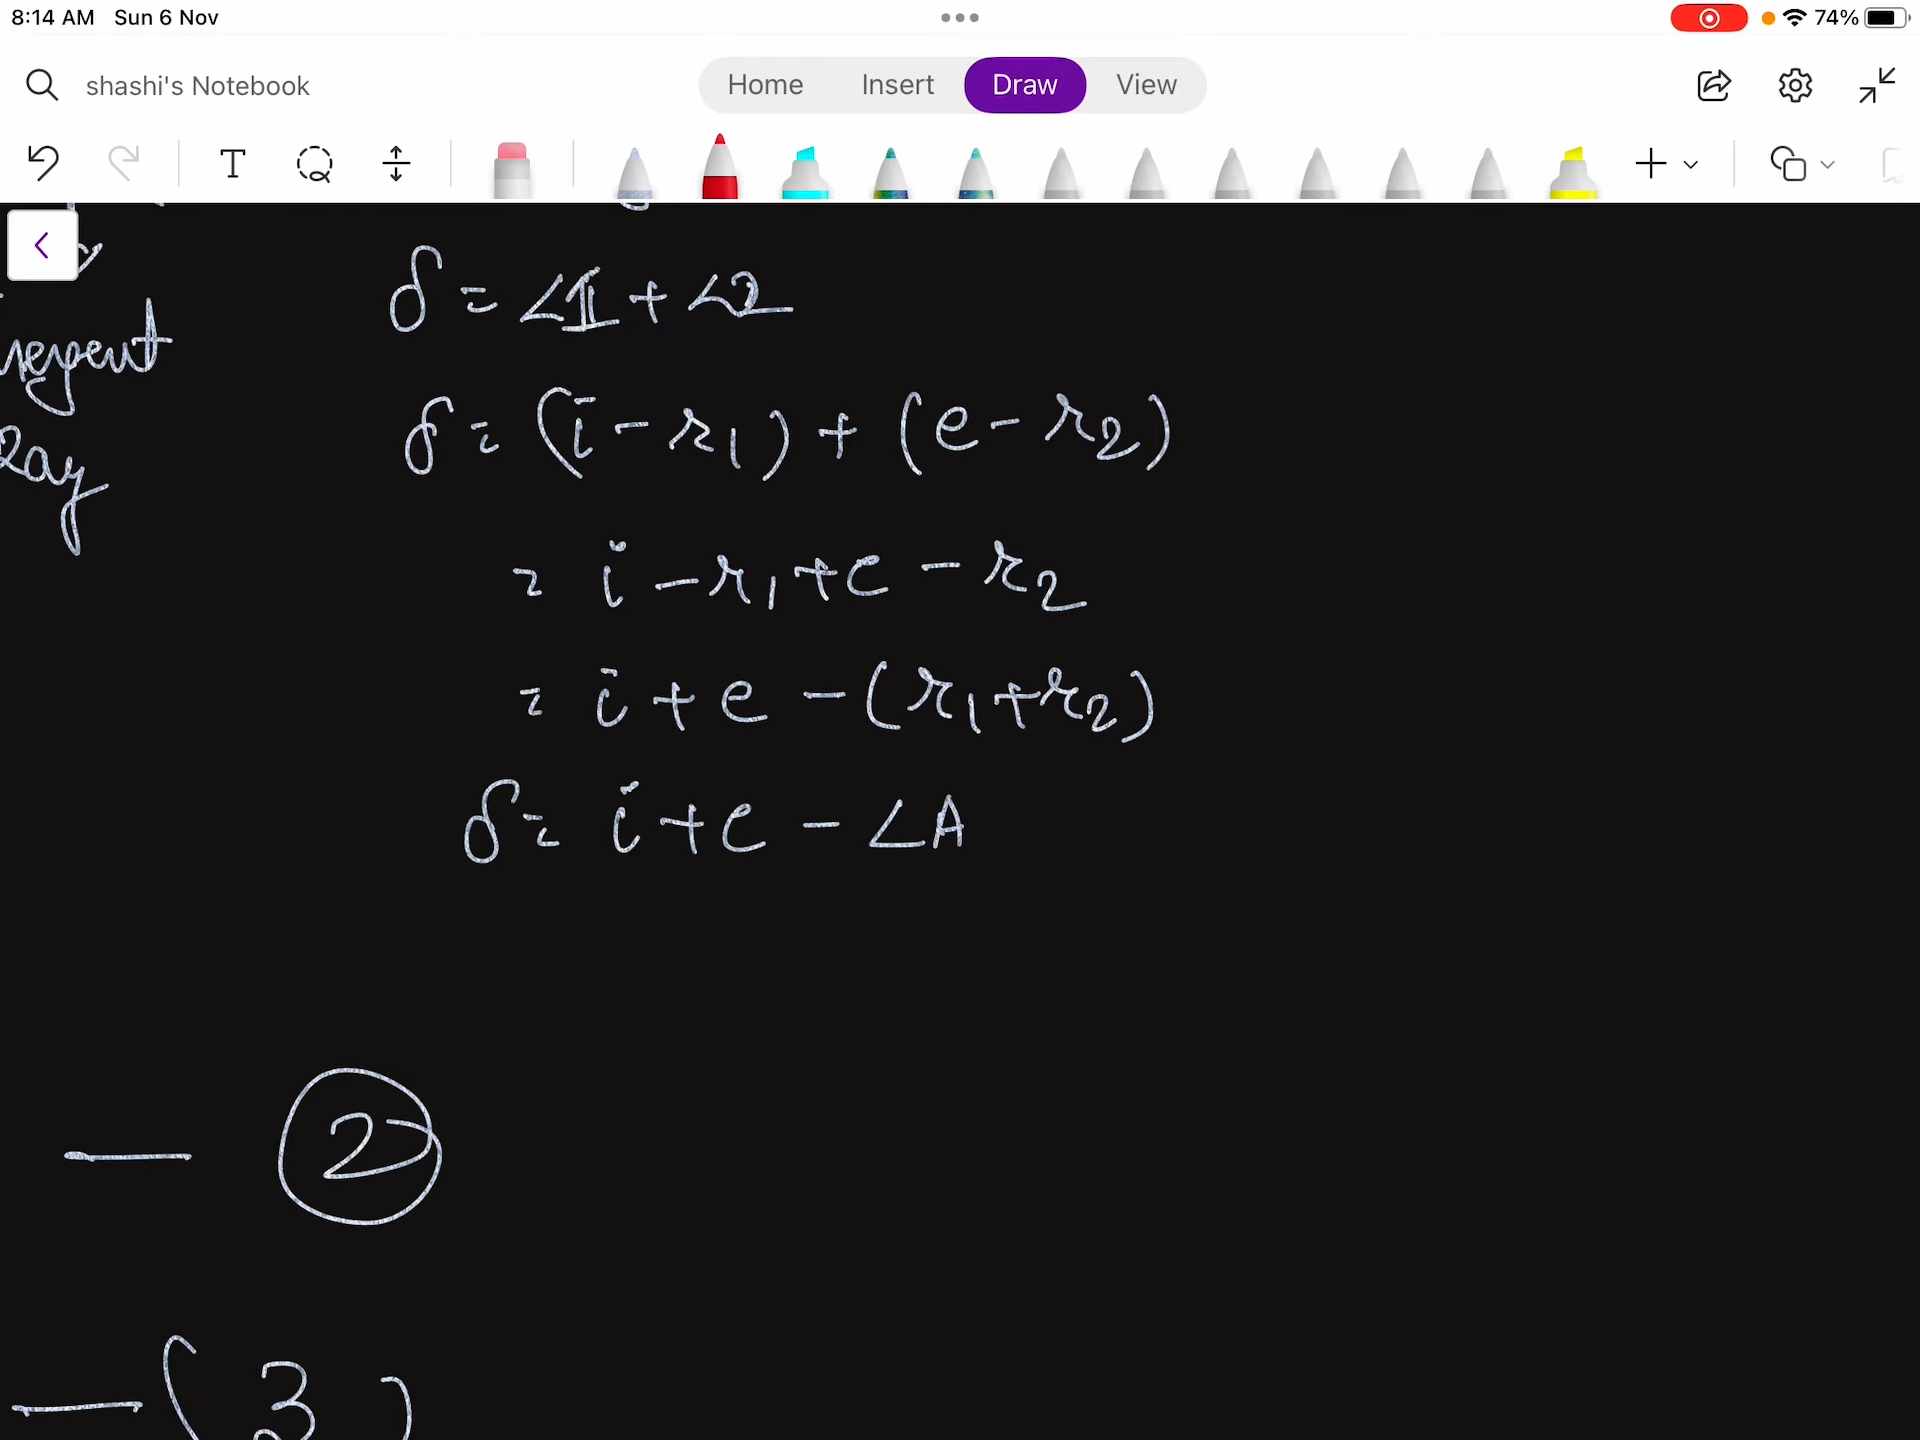 8:14 AM Sun 6 Nov
74%
shashi's Notebook
Home Insert Draw View
T
δ = ∠1 + ∠2
δ = (i - r₁) + (e - r₂)
= i - r₁ + e - r₂
= i + e - (r₁ + r₂)
δ = i + e - ∠A
Ray
— 2
— (3)